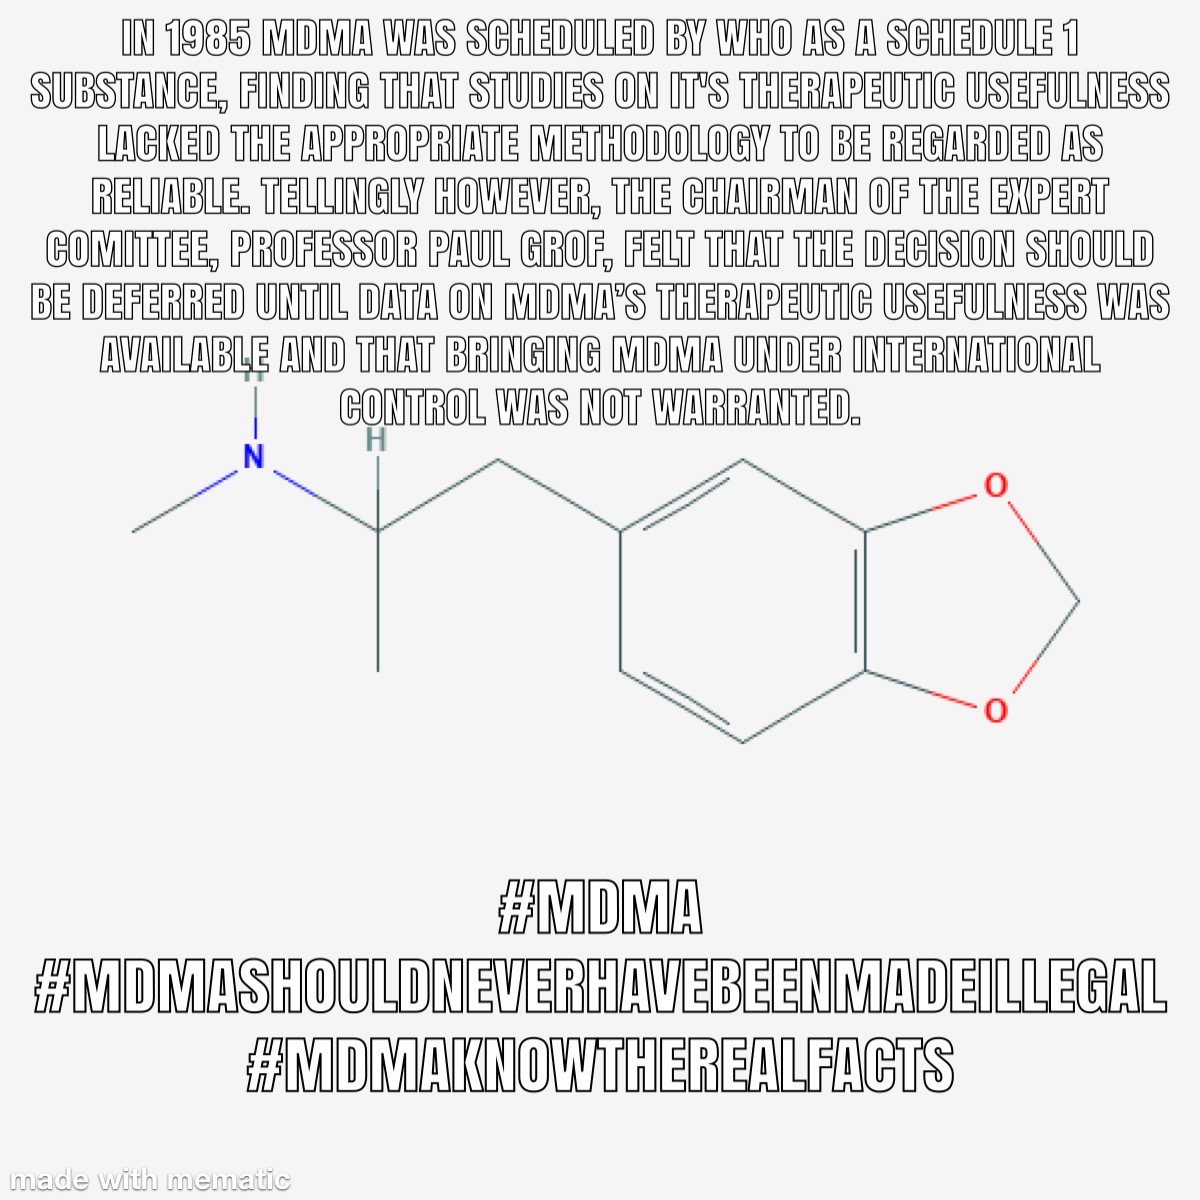 IN 1985 MDMA WAS SCHEDULED BY WHO AS A SCHEDULE 1
SUBSTANCE, FINDING THAT STUDIES ON IT'S THERAPEUTIC USEFULNESS
LACKED THE APPROPRIATE METHODOLOGY TO BE REGARDED AS
RELIABLE. TELLINGLY HOWEVER, THE CHAIRMAN OF THE EXPERT
COMITTEE, PROFESSOR PAUL GROF, FELT THAT THE DECISION SHOULD
BE DEFERRED UNTIL DATA ON MDMA’S THERAPEUTIC USEFULNESS WAS
AVAILABLE AND THAT BRINGING MDMA UNDER INTERNATIONAL
CONTROL WAS NOT WARRANTED.
H
H
N
O
O
#MDMA
#MDMASHOULDNEVERHAVEBEENMADEILLEGAL
#MDMAKNOWTHEREALFACTS
made with mematic